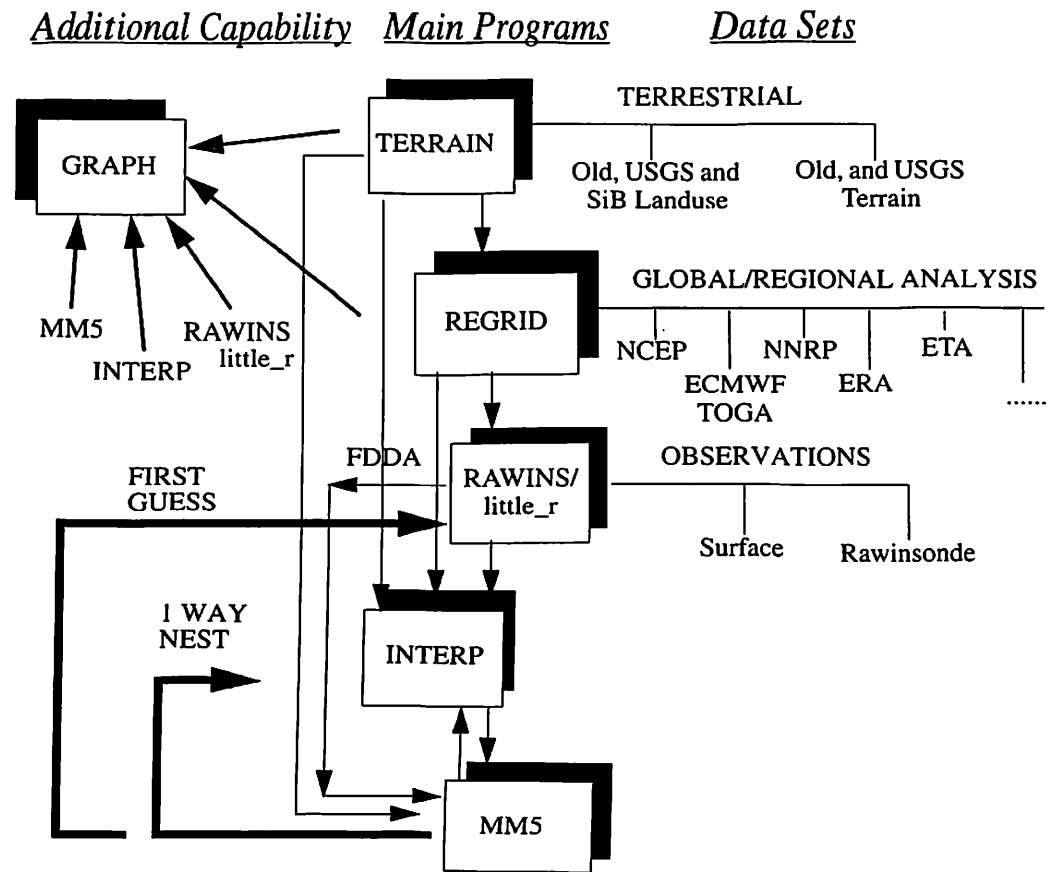 Additional Capability Main Programs Data Sets
TERRESTRIAL
TERRAIN
GRAPH
Old, USGS and
SiB Landuse
Old, and USGS
Terrain
GLOBAL/REGIONAL ANALYSIS
REGRID
MM5
INTERP
RAWINS
little_r
NCEP
ECMWF
TOGA
NNRP
ERA
ETA
......
FDDA
RAWINS/
little_r
OBSERVATIONS
FIRST
GUESS
Surface
Rawinsonde
1 WAY
NEST
INTERP
MM5